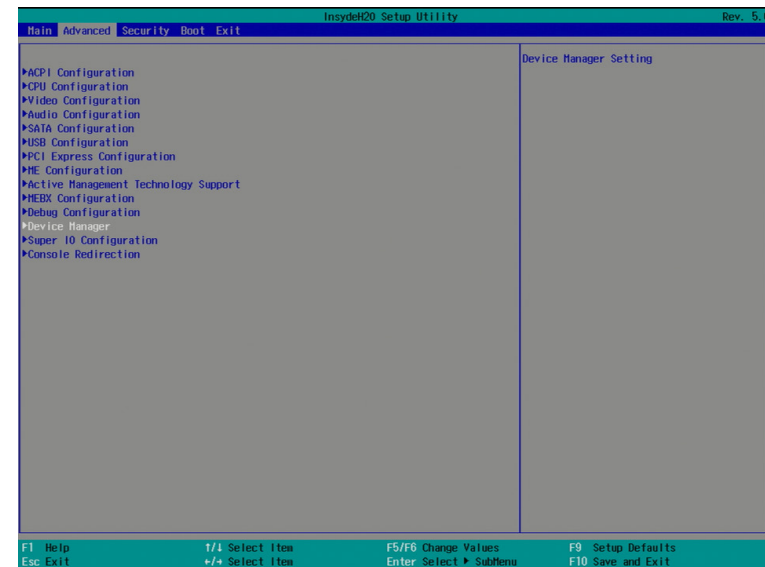 InsydeH20 Setup Utility Rev. 5.
Main Advanced Security Boot Exit
Device Manager Setting
▶ACPI Configuration
▶CPU Configuration
▶Video Configuration
▶Audio Configuration
▶SATA Configuration
▶USB Configuration
▶PCI Express Configuration
▶ME Configuration
▶Active Management Technology Support
▶MEBX Configuration
▶Debug Configuration
▶Device Manager
▶Super IO Configuration
▶Console Redirection
F1 Help ↑/↓ Select Item F5/F6 Change Values F9 Setup Defaults
Esc Exit ←/→ Select Item Enter Select ▶ SubMenu F10 Save and Exit